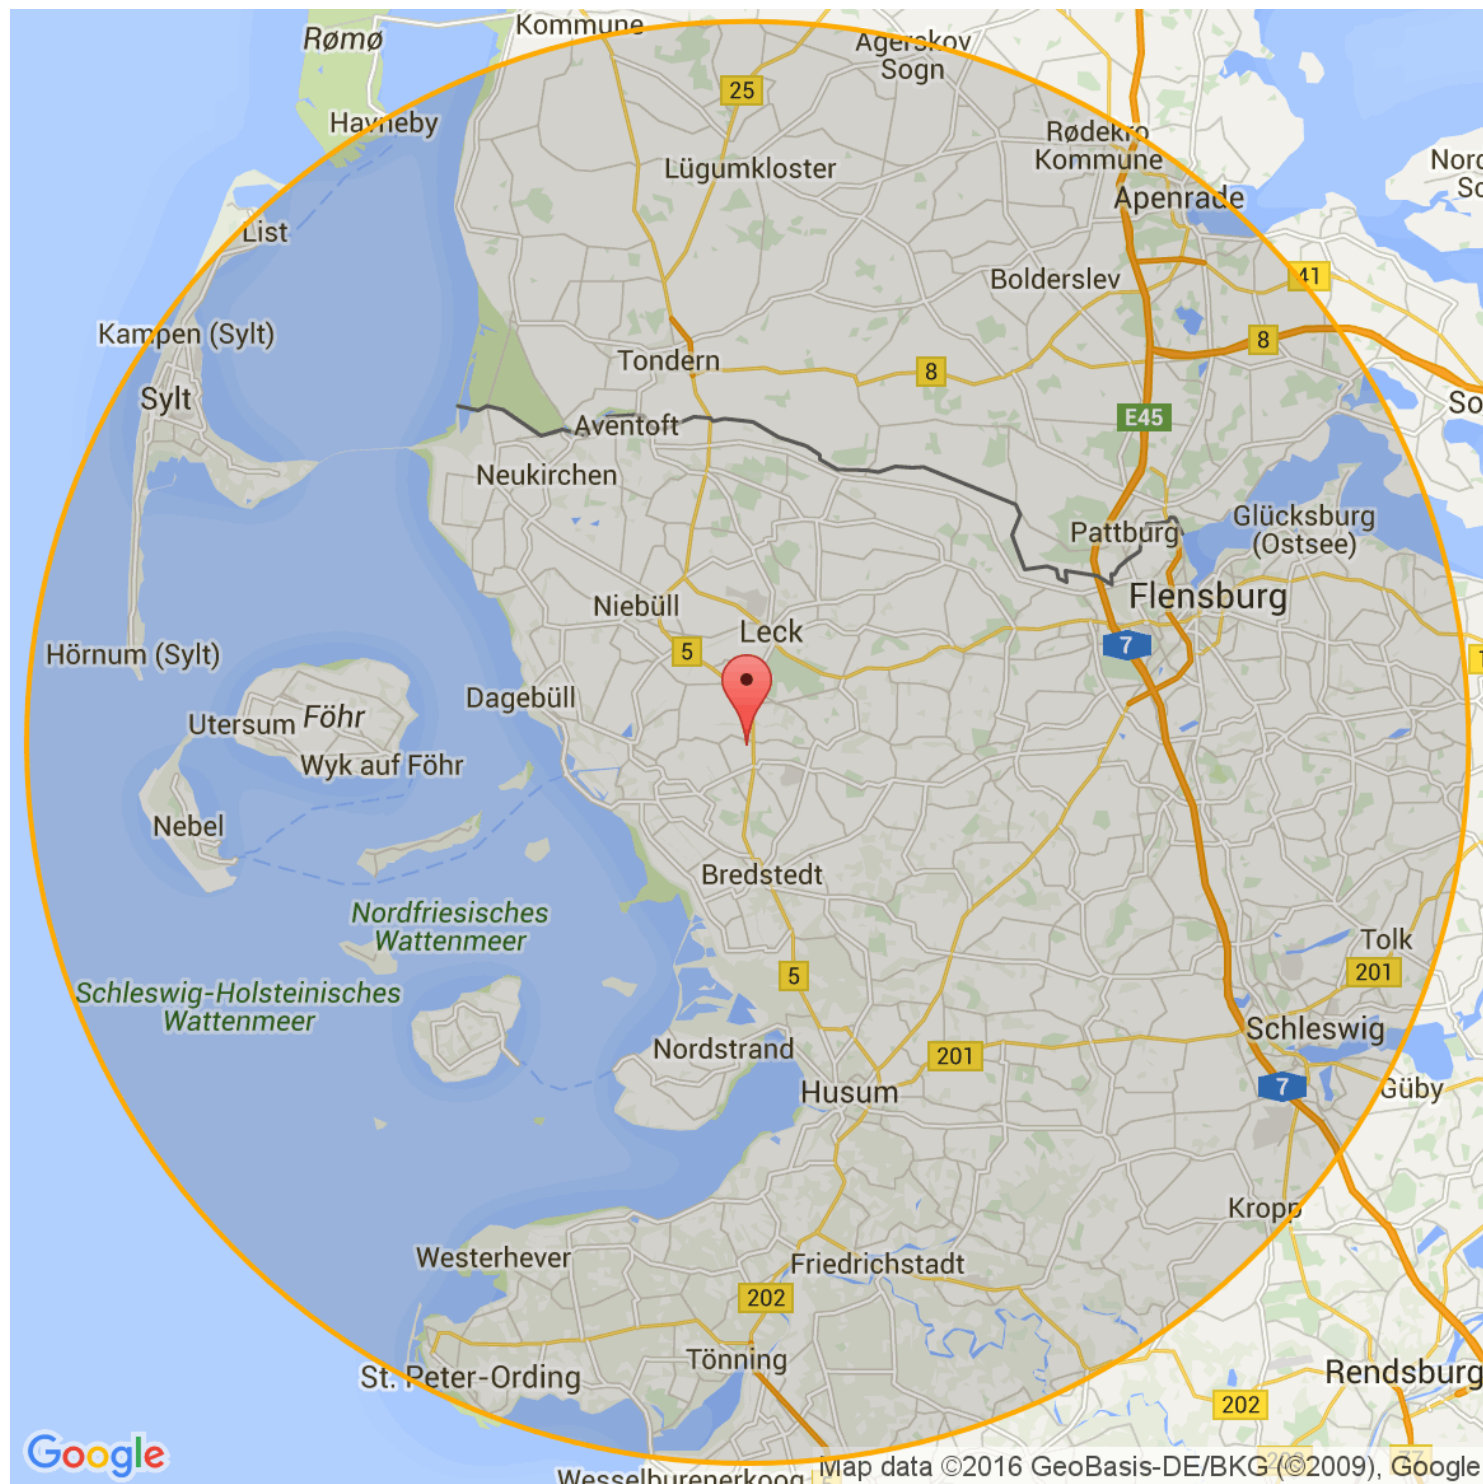 Kommune
Rømø
Agerskov
Sogn
25
Havneby
Rødekro
Kommune
Lügumkloster
Apenrade
List
Bolderslev
41
Kampen (Sylt)
8
Tondern
8
Sylt
E45
Aventoft
Neukirchen
Glücksburg
(Ostsee)
Pattburg
Flensburg
Niebüll
Leck
7
5
Hörnum (Sylt)
Dagebüll
Utersum
Föhr
Wyk auf Föhr
Nebel
Bredstedt
Nordfriesisches
Wattenmeer
Tolk
201
5
Schleswig-Holsteinisches
Wattenmeer
Schleswig
Nordstrand
201
Husum
7
Güby
Kropp
Westerhever
Friedrichstadt
202
Tönning
St. Peter-Ording
Rendsburg
202
Google
Wesselburenerkoog
Map data ©2016 GeoBasis-DE/BKG (©2009), Google